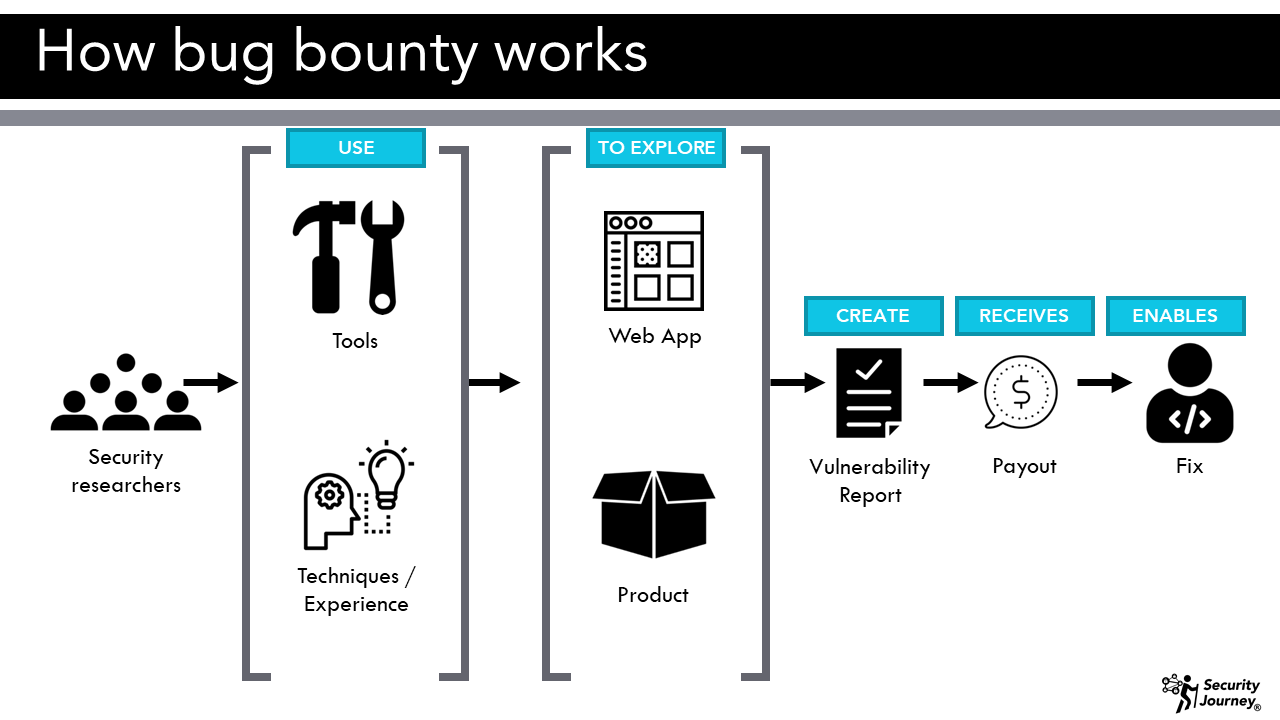 How bug bounty works
USE
Tools
Techniques /
Experience
TO EXPLORE
Web App
Product
Security
researchers
CREATE
Vulnerability
Report
RECEIVES
$
Payout
ENABLES
</>
Fix
Security
Journey®